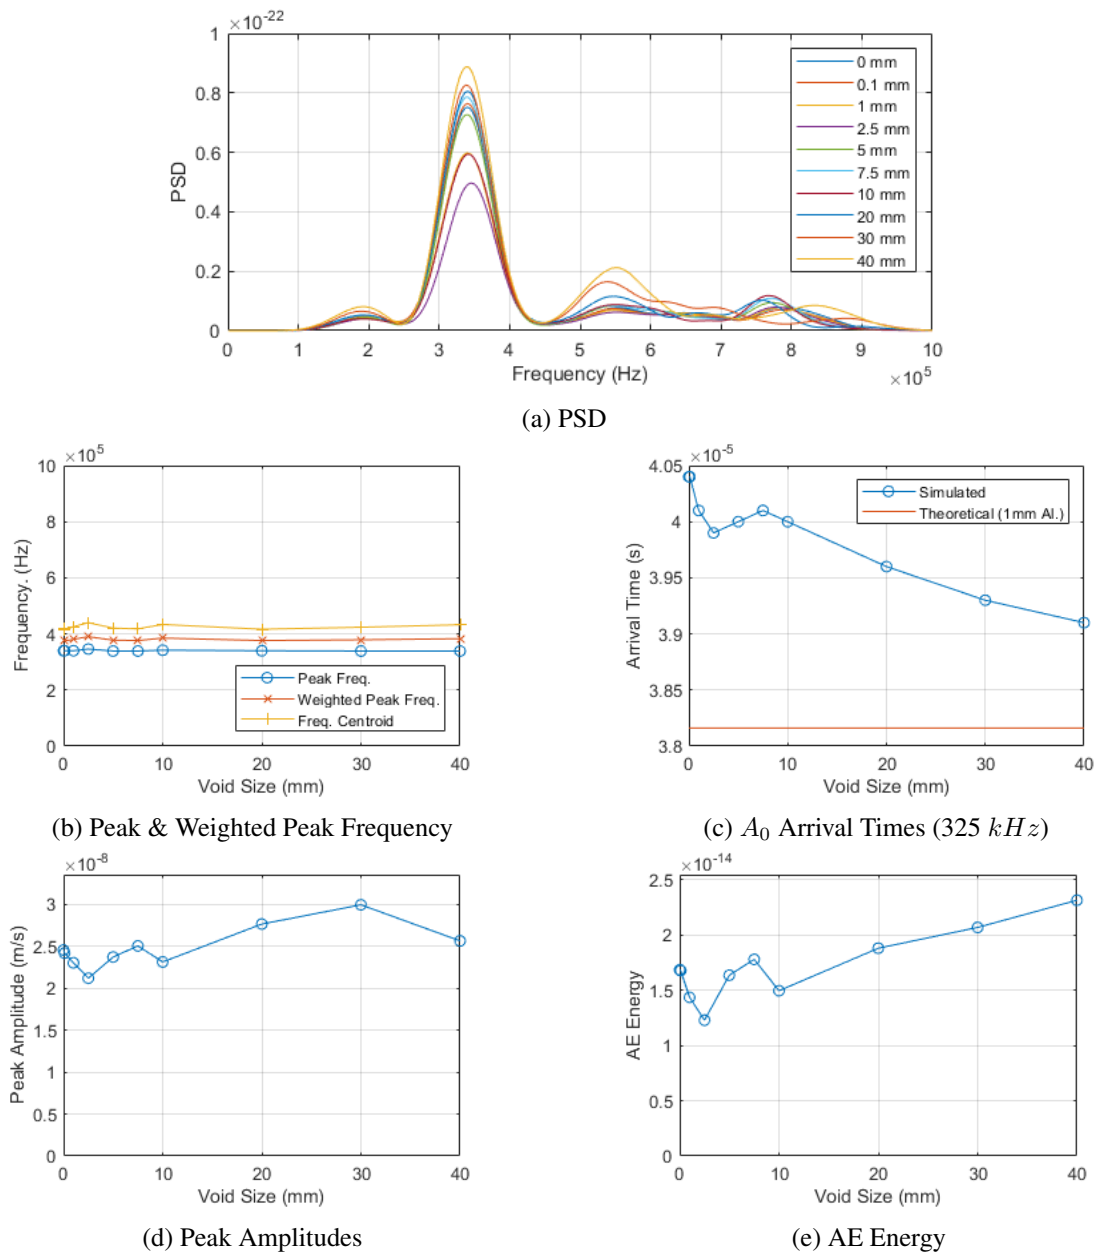 ×10^-22
1
0.8
0.6
0.4
0.2
0
PSD
0 1 2 3 4 5 6 7 8 9 10
Frequency (Hz)
×10^5
0 mm
0.1 mm
1 mm
2.5 mm
5 mm
7.5 mm
10 mm
20 mm
30 mm
40 mm
(a) PSD
×10^5
10
8
6
4
2
0
Frequency. (Hz)
0 10 20 30 40
Void Size (mm)
Peak Freq.
Weighted Peak Freq.
Freq. Centroid
(b) Peak & Weighted Peak Frequency
×10^-5
4.05
4
3.95
3.9
3.85
3.8
Arrival Time (s)
0 10 20 30 40
Void Size (mm)
Simulated
Theoretical (1mm Al.)
(c) A₀ Arrival Times (325 kHz)
×10^-8
3
2.5
2
1.5
1
0.5
0
Peak Amplitude (m/s)
0 10 20 30 40
Void Size (mm)
(d) Peak Amplitudes
×10^-14
2.5
2
1.5
1
0.5
0
AE Energy
0 10 20 30 40
Void Size (mm)
(e) AE Energy